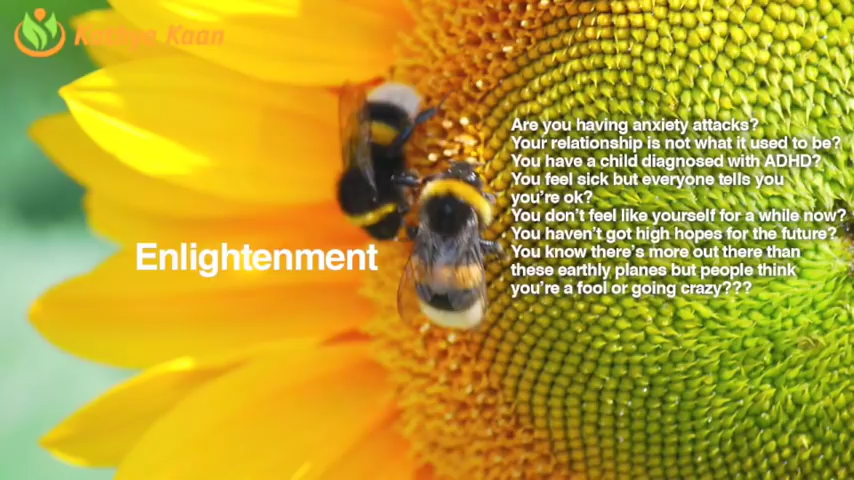 Kathya Kaan
Enlightenment
Are you having anxiety attacks?
Your relationship is not what it used to be?
You have a child diagnosed with ADHD?
You feel sick but everyone tells you
you're ok?
You don't feel like yourself for a while now?
You haven't got high hopes for the future?
You know there's more out there than
these earthly planes but people think
you're a fool or going crazy???